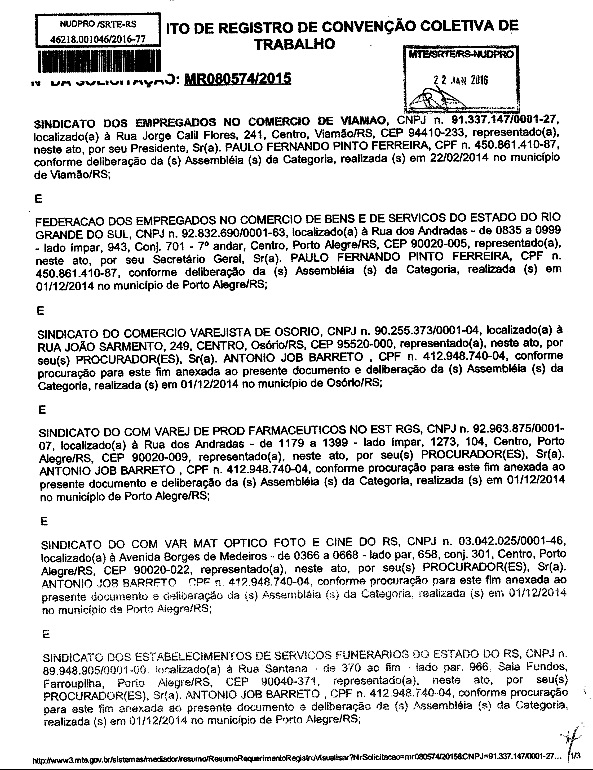 NUDPRO /SRTE-RS
46218.001046/2016-77
ITO DE REGISTRO DE CONVENÇÃO COLETIVA DE
TRABALHO
MTE/SRTE/RS-NUDPRO
22 JAN 2016
Nº DA SOLICITAÇÃO: MR080574/2015
SINDICATO DOS EMPREGADOS NO COMERCIO DE VIAMAO, CNPJ n. 91.337.147/0001-27,
localizado(a) à Rua Jorge Calil Flores, 241, Centro, Viamão/RS, CEP 94410-233, representado(a),
neste ato, por seu Presidente, Sr(a). PAULO FERNANDO PINTO FERREIRA, CPF n. 450.861.410-87,
conforme deliberação da (s) Assembléia (s) da Categoria, realizada (s) em 22/02/2014 no município
de Viamão/RS;
E
FEDERACAO DOS EMPREGADOS NO COMERCIO DE BENS E DE SERVICOS DO ESTADO DO RIO
GRANDE DO SUL, CNPJ n. 92.832.690/0001-63, localizado(a) à Rua dos Andradas - de 0835 a 0999
- lado ímpar, 943, Conj. 701 - 7º andar, Centro, Porto Alegre/RS, CEP 90020-005, representado(a),
neste ato, por seu Secretário Geral, Sr(a). PAULO FERNANDO PINTO FERREIRA, CPF n.
450.861.410-87, conforme deliberação da (s) Assembléia (s) da Categoria, realizada (s) em
01/12/2014 no município de Porto Alegre/RS;
E
SINDICATO DO COMERCIO VAREJISTA DE OSORIO, CNPJ n. 90.255.373/0001-04, localizado(a) à
RUA JOÃO SARMENTO, 249, CENTRO, Osório/RS, CEP 95520-000, representado(a), neste ato, por
seu(s) PROCURADOR(ES), Sr(a). ANTONIO JOB BARRETO , CPF n. 412.948.740-04, conforme
procuração para este fim anexada ao presente documento e deliberação da (s) Assembléia (s) da
Categoria, realizada (s) em 01/12/2014 no município de Osório/RS;
E
SINDICATO DO COM VAREJ DE PROD FARMACEUTICOS NO EST RGS, CNPJ n. 92.963.875/0001-
07, localizado(a) à Rua dos Andradas - de 1179 a 1399 - lado ímpar, 1273, 104, Centro, Porto
Alegre/RS, CEP 90020-009, representado(a), neste ato, por seu(s) PROCURADOR(ES), Sr(a).
ANTONIO JOB BARRETO , CPF n. 412.948.740-04, conforme procuração para este fim anexada ao
presente documento e deliberação da (s) Assembléia (s) da Categoria, realizada (s) em 01/12/2014
no município de Porto Alegre/RS;
E
SINDICATO DO COM VAR MAT OPTICO FOTO E CINE DO RS, CNPJ n. 03.042.025/0001-46,
localizado(a) à Avenida Borges de Medeiros - de 0366 a 0668 - lado par, 658, conj. 301, Centro, Porto
Alegre/RS, CEP 90020-022, representado(a), neste ato, por seu(s) PROCURADOR(ES), Sr(a).
ANTONIO JOB BARRETO , CPF n. 412.948.740-04, conforme procuração para este fim anexada ao
presente documento e deliberação da (s) Assembléia (s) da Categoria, realizada (s) em 01/12/2014
no município de Porto Alegre/RS;
E
SINDICATO DOS ESTABELECIMENTOS DE SERVICOS FUNERARIOS DO ESTADO DO RS, CNPJ n.
89.948.905/0001-00, localizado(a) à Rua Santana - de 370 ao fim - lado par, 966, Sala Fundos,
Farroupilha, Porto Alegre/RS, CEP 90040-371, representado(a), neste ato, por seu(s)
PROCURADOR(ES), Sr(a). ANTONIO JOB BARRETO , CPF n. 412.948.740-04, conforme procuração
para este fim anexada ao presente documento e deliberação da (s) Assembléia (s) da Categoria,
realizada (s) em 01/12/2014 no município de Porto Alegre/RS;
http://www3.mte.gov.br/sistemas/mediador/resumo/ResumoRequerimentoRegistroVisualisar?NrSolicitacao=mr080574/2015&CNPJ=91.337.147/0001-27... 1/3